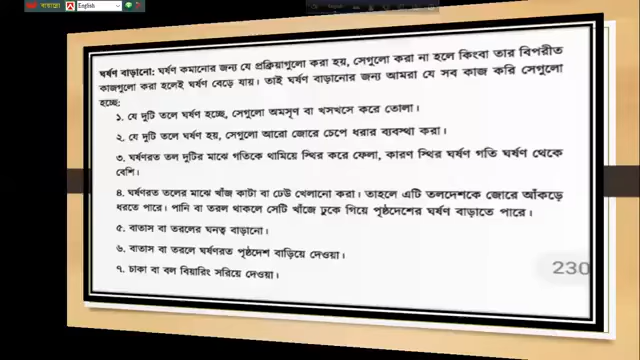 English
ঘর্ষণ বাড়ানো: ঘর্ষণ কমানোর জন্য যে প্রক্রিয়াগুলো করা হয়, সেগুলো করা না হলে কিংবা তার বিপরীত
কাজগুলো করা হলেই ঘর্ষণ বেড়ে যায়। তাই ঘর্ষণ বাড়ানোর জন্য আমরা যে সব কাজ করি সেগুলো
হচ্ছে:
১. যে দুটি তলে ঘর্ষণ হচ্ছে, সেগুলো অমসৃণ বা খসখসে করে তোলা।
২. যে দুটি তলে ঘর্ষণ হয়, সেগুলো আরো জোরে চেপে ধরার ব্যবস্থা করা।
৩. ঘর্ষণরত তল দুটির মাঝে গতিকে থামিয়ে স্থির করে ফেলা, কারণ স্থির ঘর্ষণ গতি ঘর্ষণ থেকে
বেশি।
৪. ঘর্ষণরত তলের মাঝে খাঁজ কাটা বা ঢেউ খেলানো করা। তাহলে এটি তলদেশকে জোরে আঁকড়ে
ধরতে পারে। পানি বা তরল থাকলে সেটি খাঁজে ঢুকে গিয়ে পৃষ্ঠদেশের ঘর্ষণ বাড়াতে পারে।
৫. বাতাস বা তরলের ঘনত্ব বাড়ানো।
৬. বাতাস বা তরলে ঘর্ষণরত পৃষ্ঠদেশ বাড়িয়ে দেওয়া।
230
৭. চাকা বা বল বিয়ারিং সরিয়ে দেওয়া।